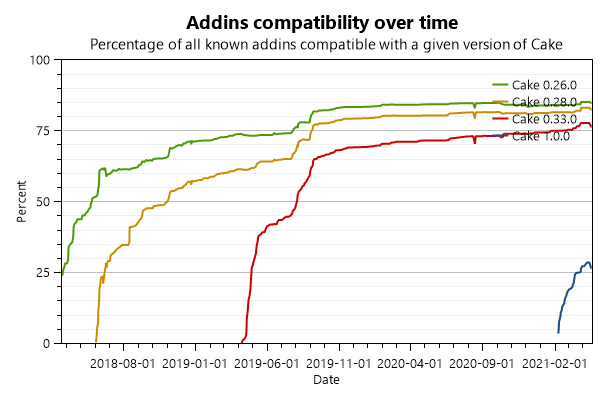 Addins compatibility over time
Percentage of all known addins compatible with a given version of Cake
100
75
50
25
0
Percent
Cake 0.26.0
Cake 0.28.0
Cake 0.33.0
Cake 1.0.0
2018-08-01 2019-01-01 2019-06-01 2019-11-01 2020-04-01 2020-09-01 2021-02-01
Date